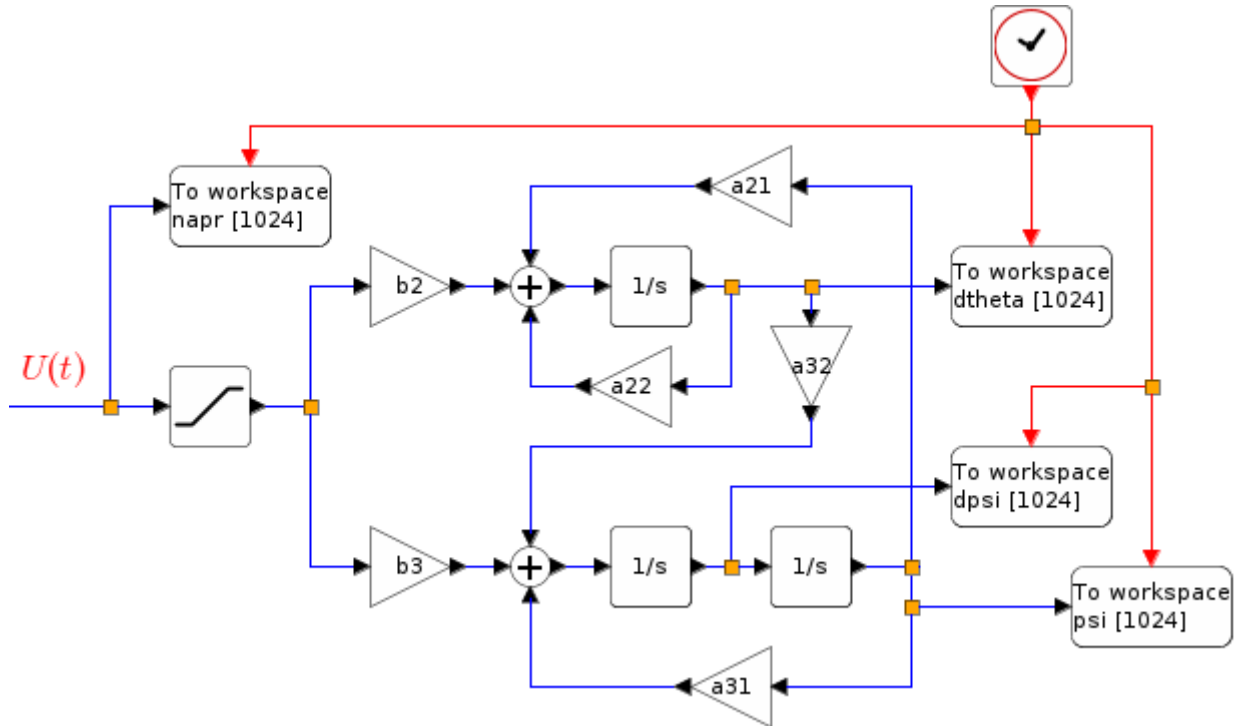 To workspace
napr [1024]
a21
b2
+
1/s
To workspace
dtheta [1024]
a32
a22
U(t)
To workspace
dpsi [1024]
b3
+
1/s
1/s
To workspace
psi [1024]
a31